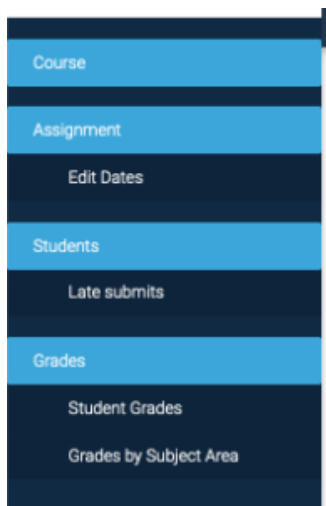 Course
Assignment
Edit Dates
Students
Late submits
Grades
Student Grades
Grades by Subject Area